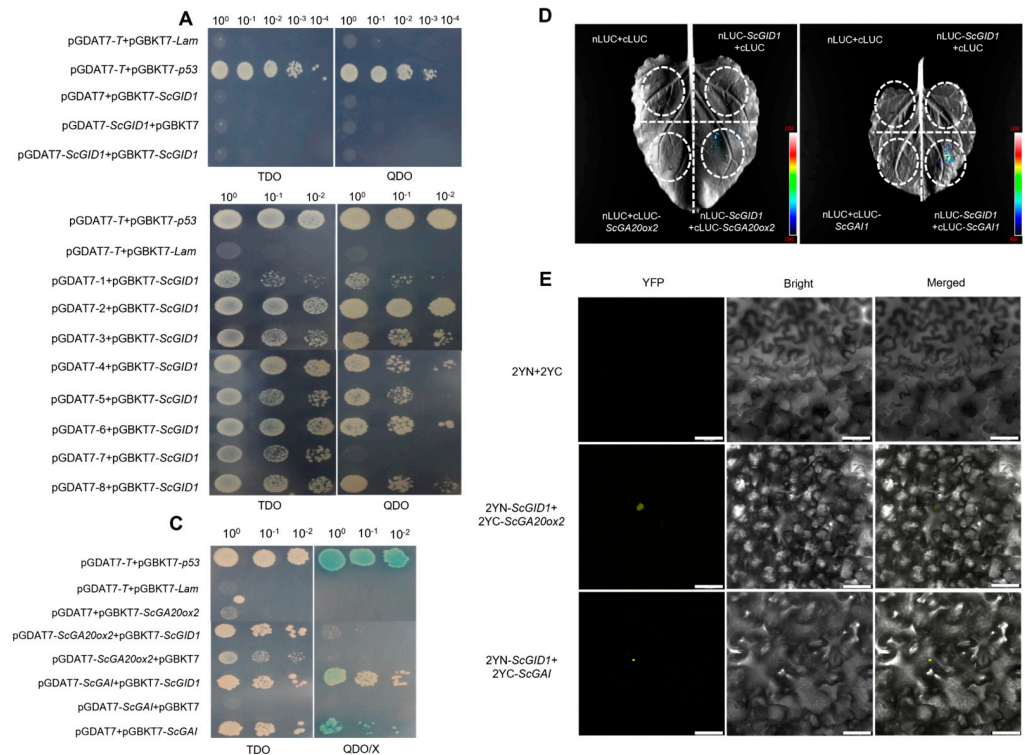 A
10⁰ 10⁻¹ 10⁻² 10⁻³ 10⁻⁴ 10⁰ 10⁻¹ 10⁻² 10⁻³ 10⁻⁴
pGDAT7-T+pGBKT7-Lam
pGDAT7-T+pGBKT7-p53
pGDAT7+pGBKT7-ScGID1
pGDAT7-ScGID1+pGBKT7
pGDAT7-ScGID1+pGBKT7-ScGID1
TDO QDO
10⁰ 10⁻¹ 10⁻² 10⁰ 10⁻¹ 10⁻²
pGDAT7-T+pGBKT7-p53
pGDAT7-T+pGBKT7-Lam
pGDAT7-1+pGBKT7-ScGID1
pGDAT7-2+pGBKT7-ScGID1
pGDAT7-3+pGBKT7-ScGID1
pGDAT7-4+pGBKT7-ScGID1
pGDAT7-5+pGBKT7-ScGID1
pGDAT7-6+pGBKT7-ScGID1
pGDAT7-7+pGBKT7-ScGID1
pGDAT7-8+pGBKT7-ScGID1
TDO QDO
C
10⁰ 10⁻¹ 10⁻² 10⁰ 10⁻¹ 10⁻²
pGDAT7-T+pGBKT7-p53
pGDAT7-T+pGBKT7-Lam
pGDAT7+pGBKT7-ScGA20ox2
pGDAT7-ScGA20ox2+pGBKT7-ScGID1
pGDAT7-ScGA20ox2+pGBKT7
pGDAT7-ScGAI+pGBKT7-ScGID1
pGDAT7-ScGAI+pGBKT7
pGDAT7+pGBKT7-ScGAI
TDO QDO/X
D
nLUC+cLUC
nLUC-ScGID1
+cLUC
nLUC+cLUC-
ScGA20ox2
nLUC-ScGID1
+cLUC-ScGA20ox2
nLUC+cLUC
nLUC-ScGID1
+cLUC
nLUC+cLUC-
ScGAI1
nLUC-ScGID1
+cLUC-ScGAI1
E
YFP Bright Merged
2YN+2YC
2YN-ScGID1+
2YC-ScGA20ox2
2YN-ScGID1+
2YC-ScGAI